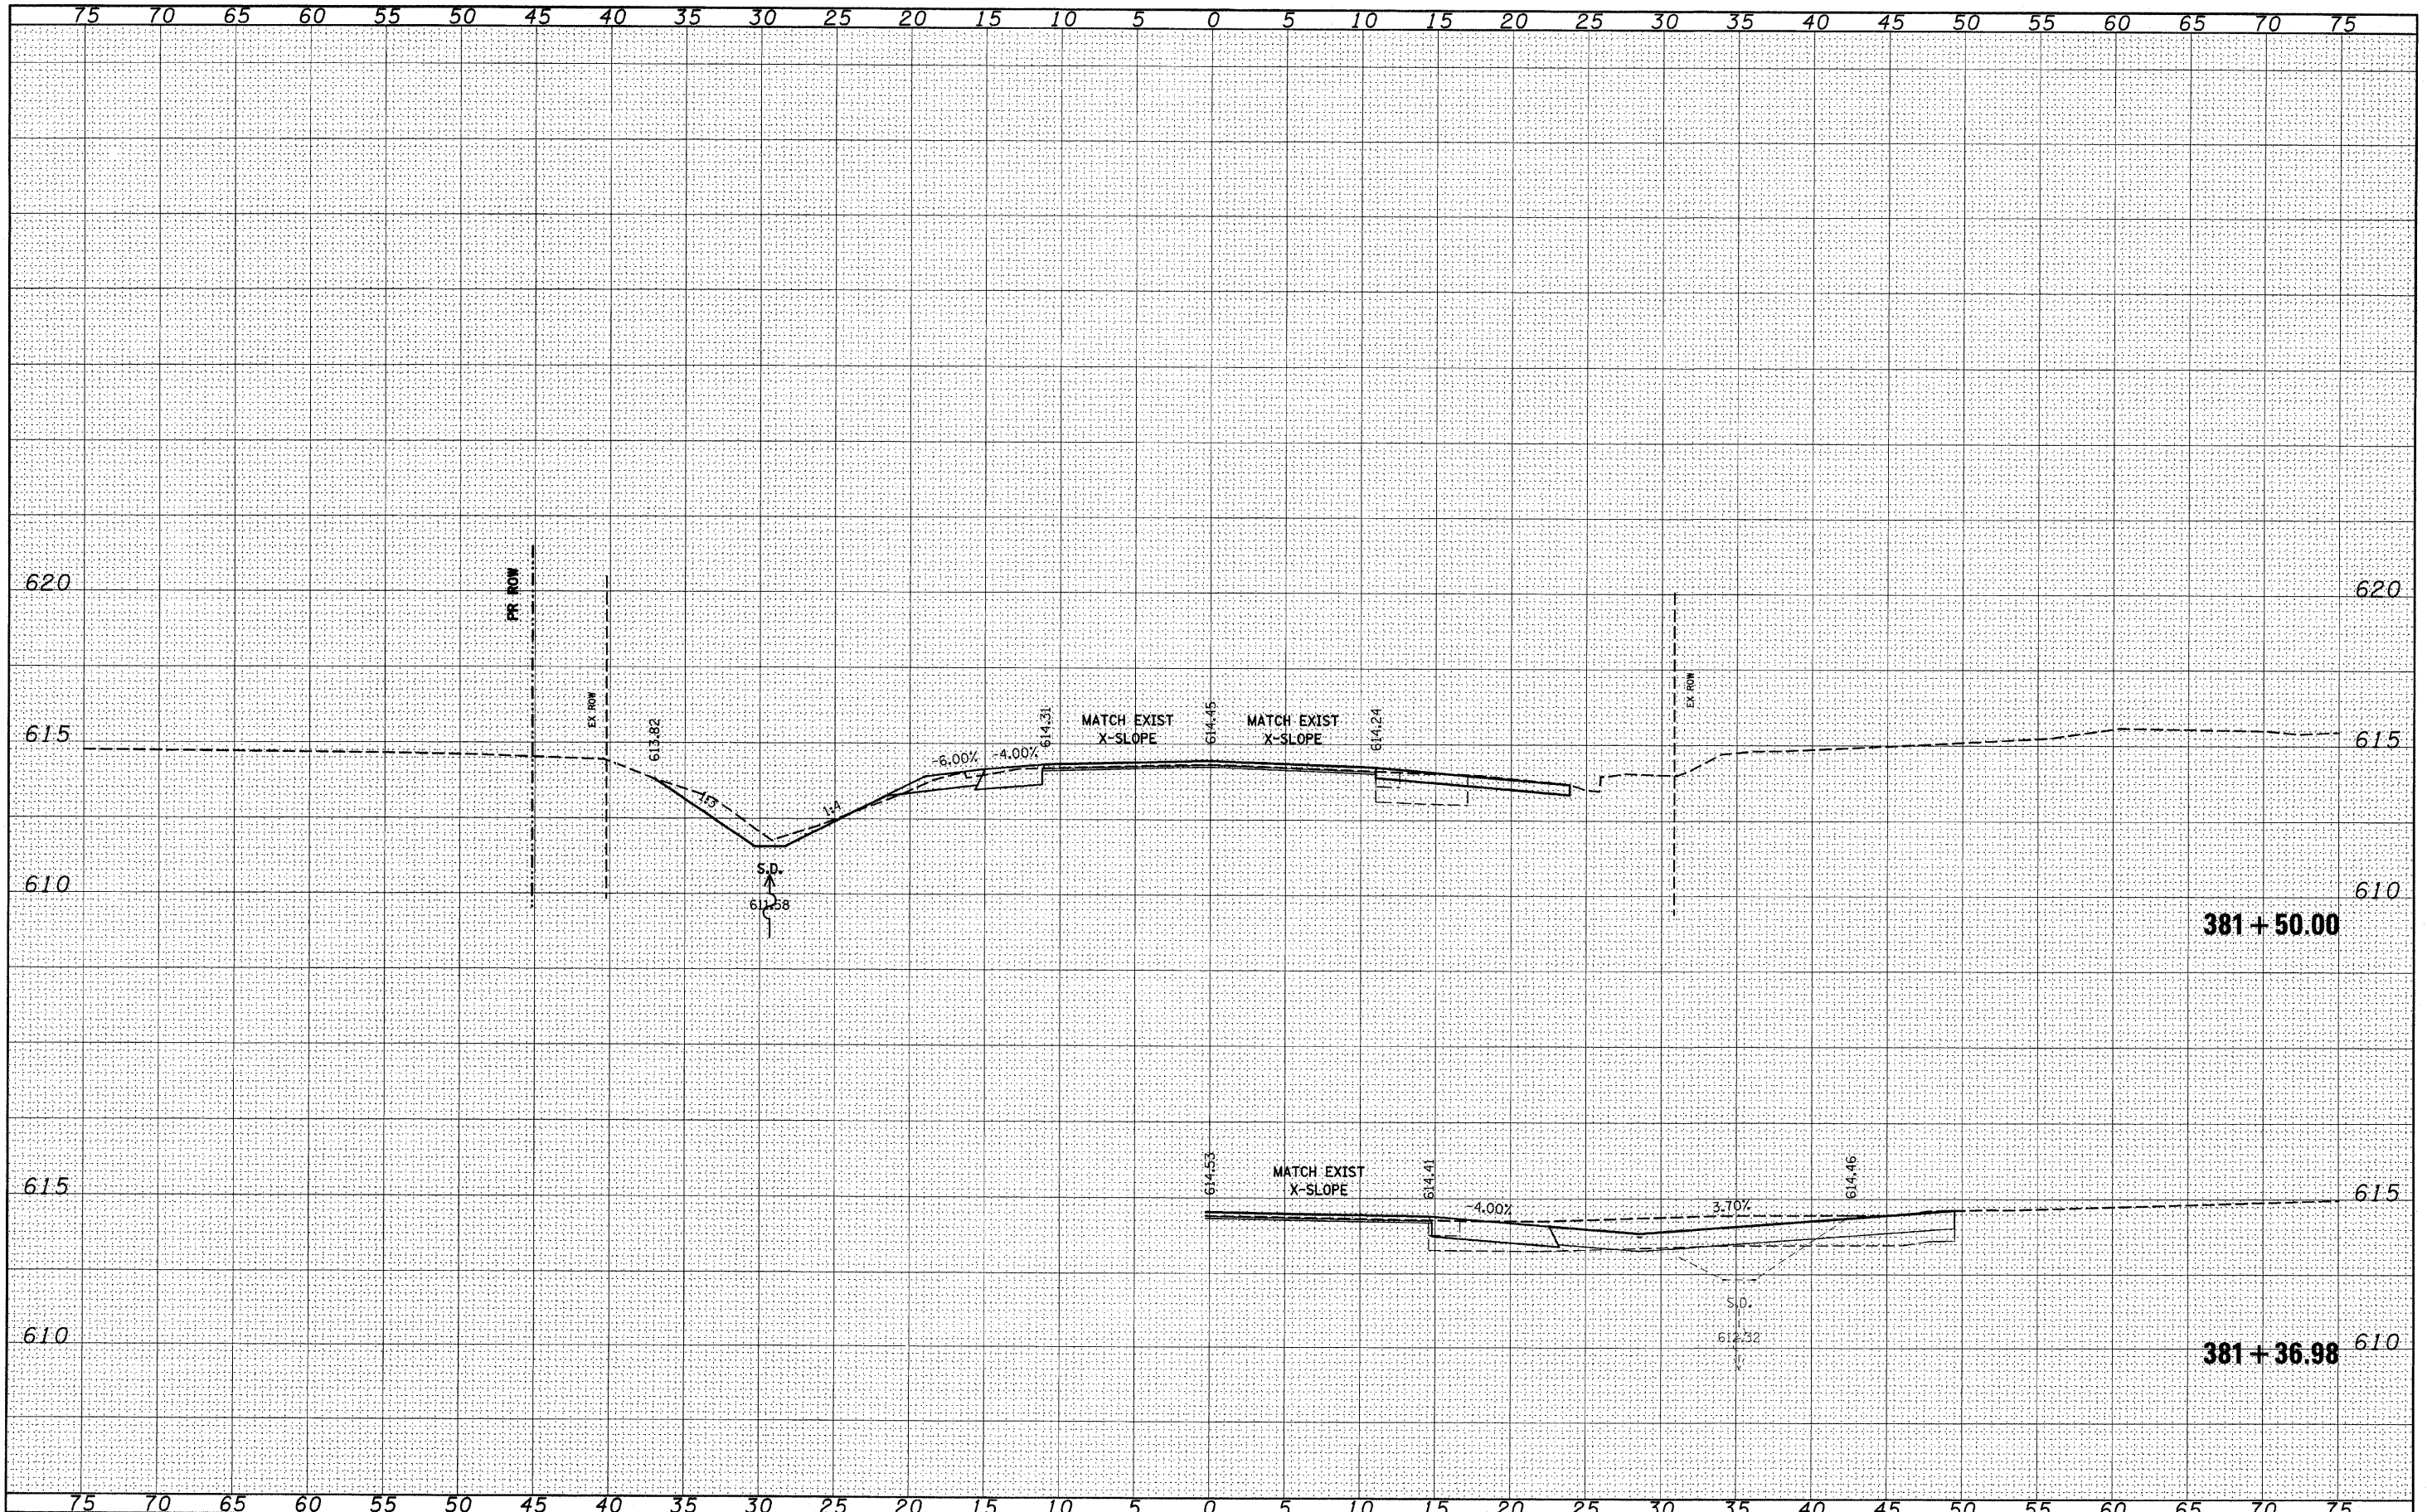 75 70 65 60 55 50 45 40 35 30 25 20 15 10 5 0 5 10 15 20 25 30 35 40 45 50 55 60 65 70 75
620 620
PR ROW
EX ROW
EX ROW
613.82
614.31
MATCH EXIST
X-SLOPE
614.45
MATCH EXIST
X-SLOPE
614.24
615 615
-6.00% -4.00%
1:3
1:4
S.D.
611.58
610 610
381+50.00
614.53
MATCH EXIST
X-SLOPE
614.41
614.46
615 615
-4.00%
3.70%
S.D.
612.32
610 610
381+36.98
75 70 65 60 55 50 45 40 35 30 25 20 15 10 5 0 5 10 15 20 25 30 35 40 45 50 55 60 65 70 75